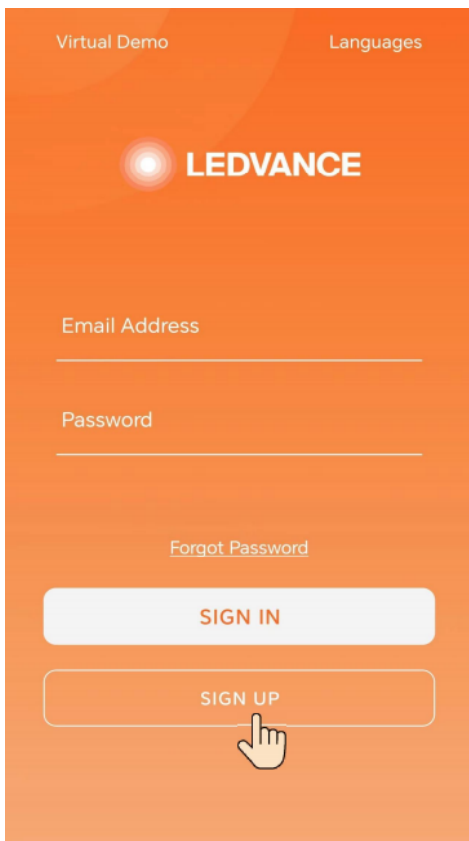 Virtual Demo Languages
LEDVANCE
Email Address
Password
Forgot Password
SIGN IN
SIGN UP